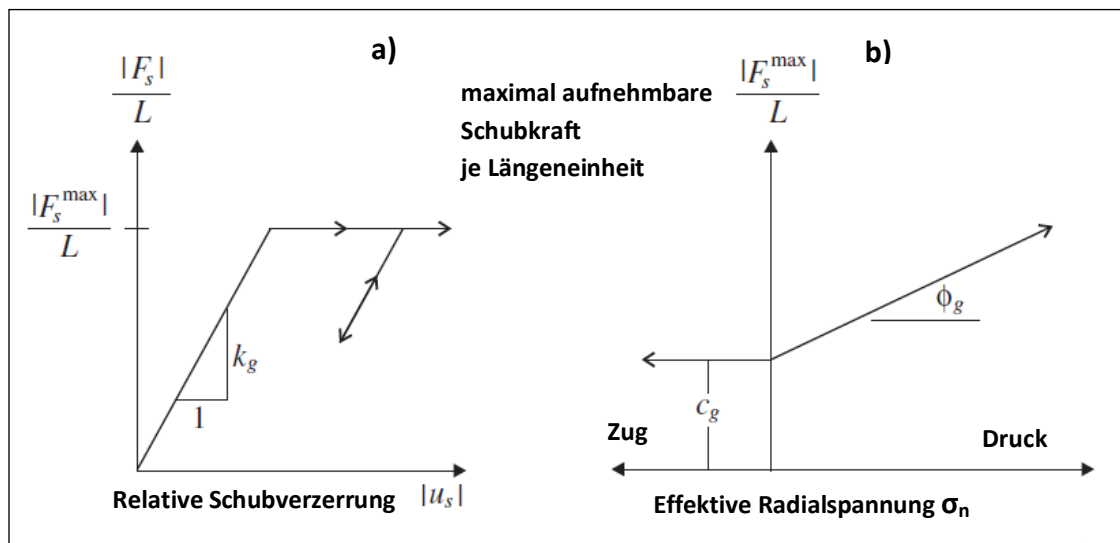 a)
|F_s|
L
|F_s^max|
L
k_g
1
Relative Schubverzerrung |u_s|
maximal aufnehmbare
Schubkraft
je Längeneinheit
b)
|F_s^max|
L
ϕ_g
c_g
Zug
Druck
Effektive Radialspannung σ_n